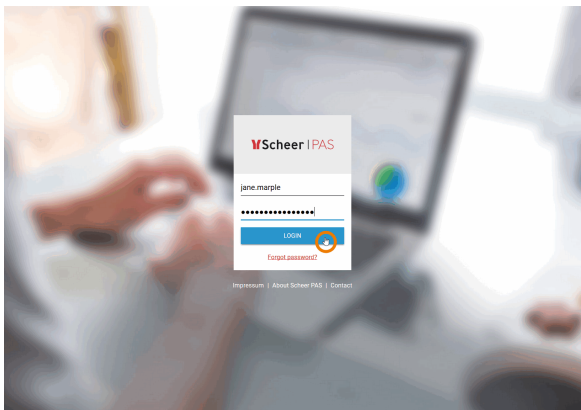 Scheer | PAS
jane.marple
••••••••••••••••
LOGIN
Forgot password?
Impressum | About Scheer PAS | Contact